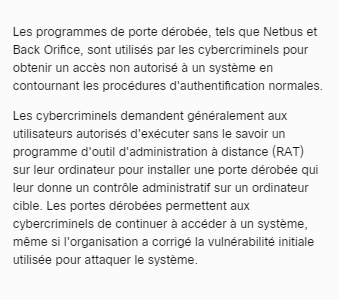 Les programmes de porte dérobée, tels que Netbus et
Back Orifice, sont utilisés par les cybercriminels pour
obtenir un accès non autorisé à un système en
contournant les procédures d'authentification normales.
Les cybercriminels demandent généralement aux
utilisateurs autorisés d'exécuter sans le savoir un
programme d'outil d'administration à distance (RAT)
sur leur ordinateur pour installer une porte dérobée qui
leur donne un contrôle administratif sur un ordinateur
cible. Les portes dérobées permettent aux
cybercriminels de continuer à accéder à un système,
même si l'organisation a corrigé la vulnérabilité initiale
utilisée pour attaquer le système.